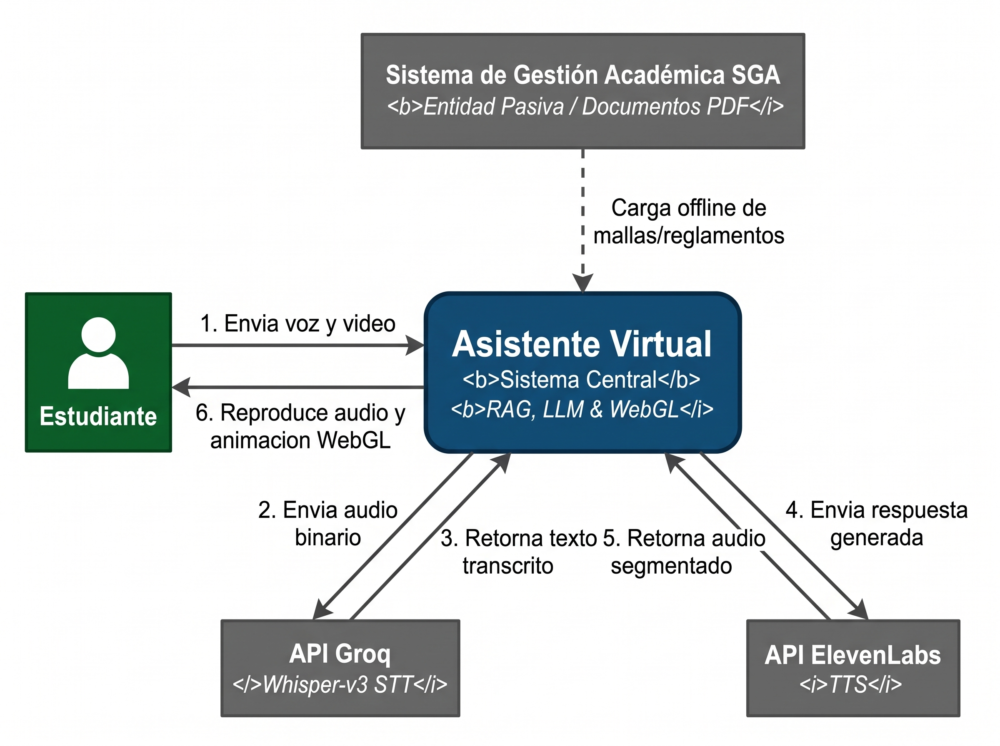 Sistema de Gestión Académica SGA
<b>Entidad Pasiva / Documentos PDF</i>
Carga offline de
mallas/reglamentos
1. Envia voz y video
Asistente Virtual
<b>Sistema Central</b>
<b>RAG, LLM & WebGL</i>
Estudiante
6. Reproduce audio y
animacion WebGL
2. Envia audio
binario
3. Retorna texto
transcrito
5. Retorna audio
segmentado
4. Envia respuesta
generada
API Groq
</>Whisper-v3 STT</i>
API ElevenLabs
<i>TTS</i>